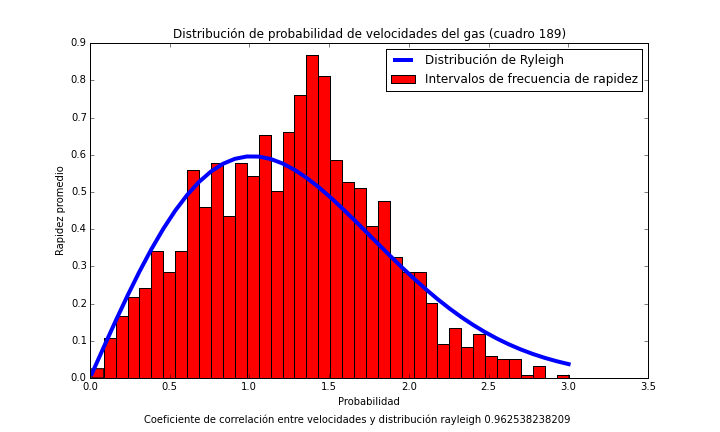 Distribución de probabilidad de velocidades del gas (cuadro 189)
0.9
0.8
0.7
0.6
0.5
0.4
0.3
0.2
0.1
0.0
Rapidez promedio
Distribución de Ryleigh
Intervalos de frecuencia de rapidez
0.0 0.5 1.0 1.5 2.0 2.5 3.0 3.5
Probabilidad
Coeficiente de correlación entre velocidades y distribución rayleigh 0.962538238209